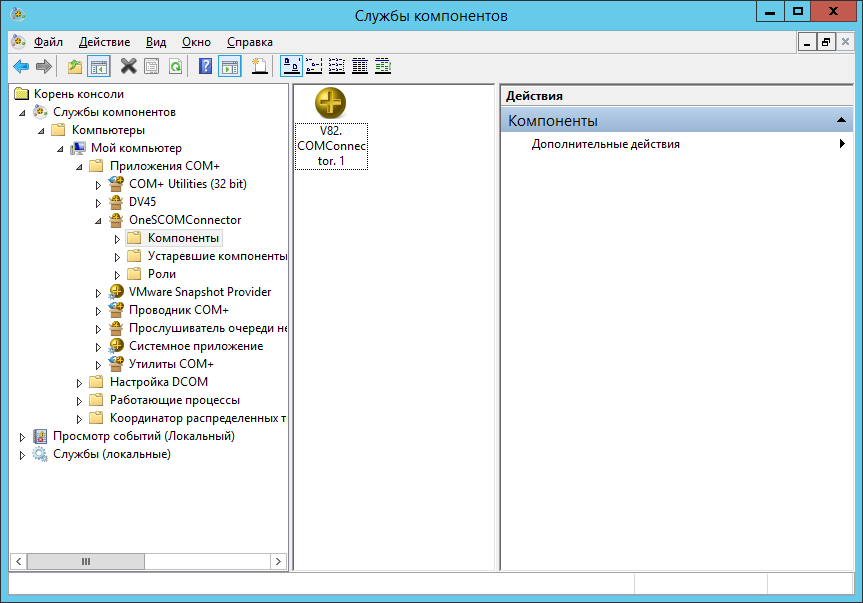 Службы компонентов
Файл Действие Вид Окно Справка
Корень консоли
Службы компонентов
Компьютеры
Мой компьютер
Приложения COM+
COM+ Utilities (32 bit)
DV45
OneSCOMConnector
Компоненты
Устаревшие компоненты
Роли
VMware Snapshot Provider
Проводник COM+
Прослушиватель очереди не
Системное приложение
Утилиты COM+
Настройка DCOM
Работающие процессы
Координатор распределенных т
Просмотр событий (Локальный)
Службы (локальные)
V82.
COMConnec
tor. 1
Действия
Компоненты
Дополнительные действия